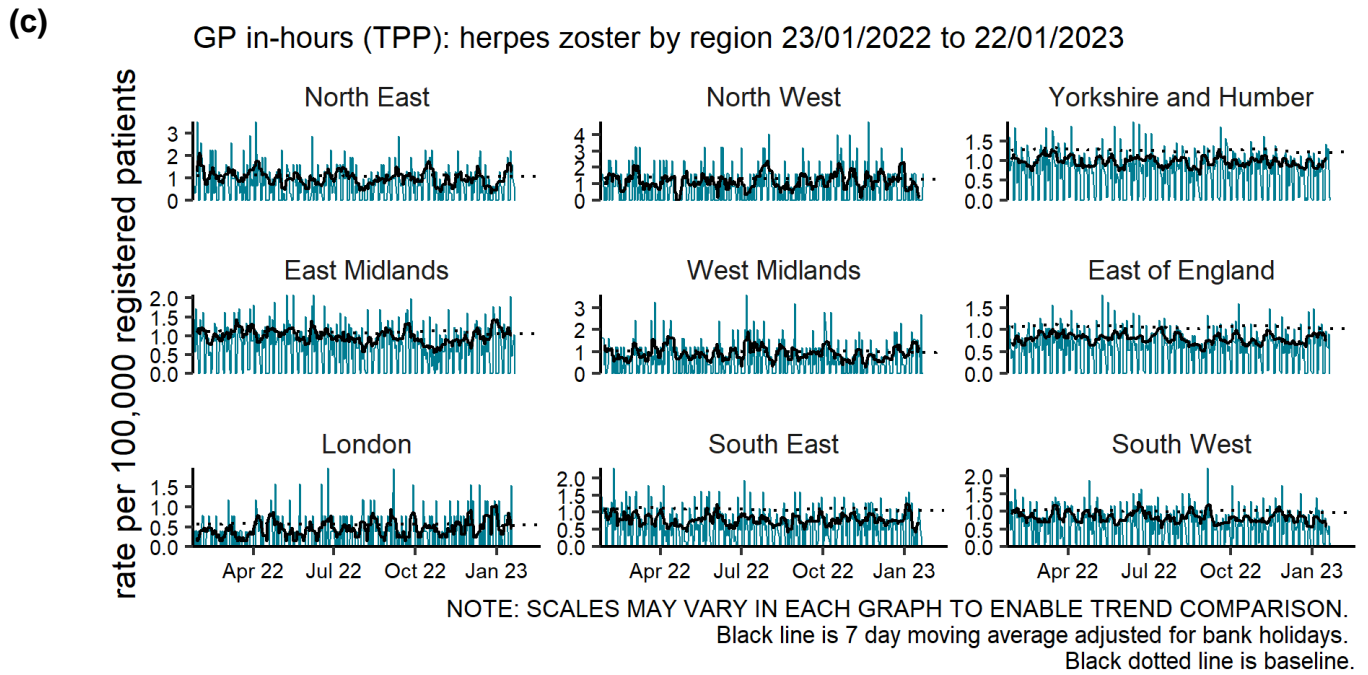 (c)
GP in-hours (TPP): herpes zoster by region 23/01/2022 to 22/01/2023
rate per 100,000 registered patients
North East
3
2
1
0
North West
4
3
2
1
0
Yorkshire and Humber
1.5
1.0
0.5
0.0
East Midlands
2.0
1.5
1.0
0.5
0.0
West Midlands
3
2
1
0
East of England
1.5
1.0
0.5
0.0
London
1.5
1.0
0.5
0.0
Apr 22 Jul 22 Oct 22 Jan 23
South East
2.0
1.5
1.0
0.5
0.0
Apr 22 Jul 22 Oct 22 Jan 23
South West
2.0
1.5
1.0
0.5
0.0
Apr 22 Jul 22 Oct 22 Jan 23
NOTE: SCALES MAY VARY IN EACH GRAPH TO ENABLE TREND COMPARISON.
Black line is 7 day moving average adjusted for bank holidays.
Black dotted line is baseline.